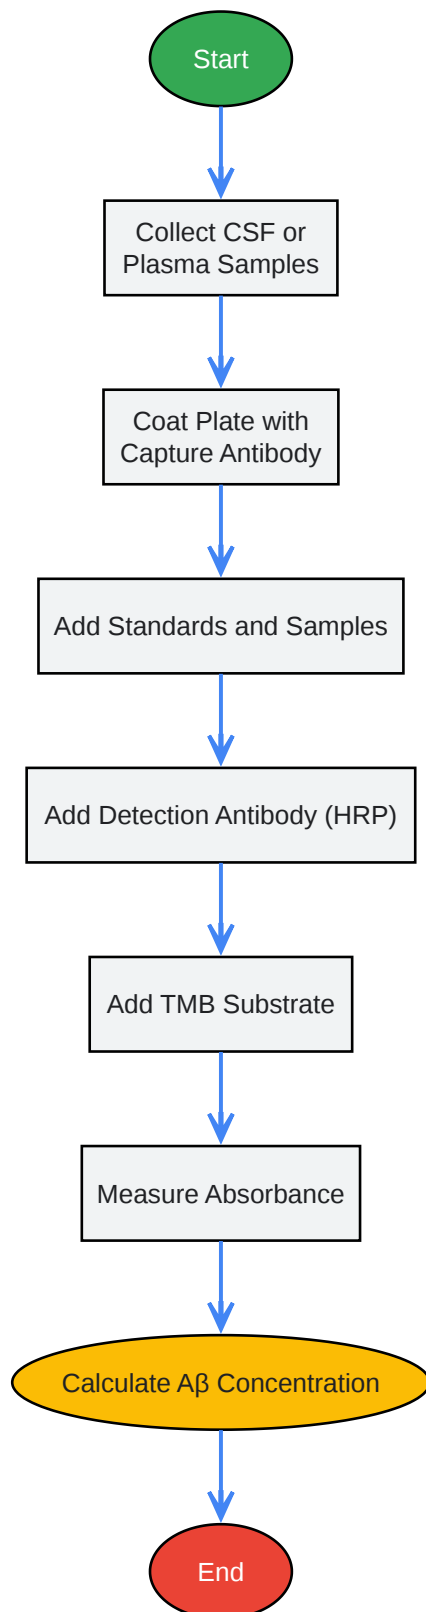 Start
Collect CSF or
Plasma Samples
Coat Plate with
Capture Antibody
Add Standards and Samples
Add Detection Antibody (HRP)
Add TMB Substrate
Measure Absorbance
Calculate Aβ Concentration
End